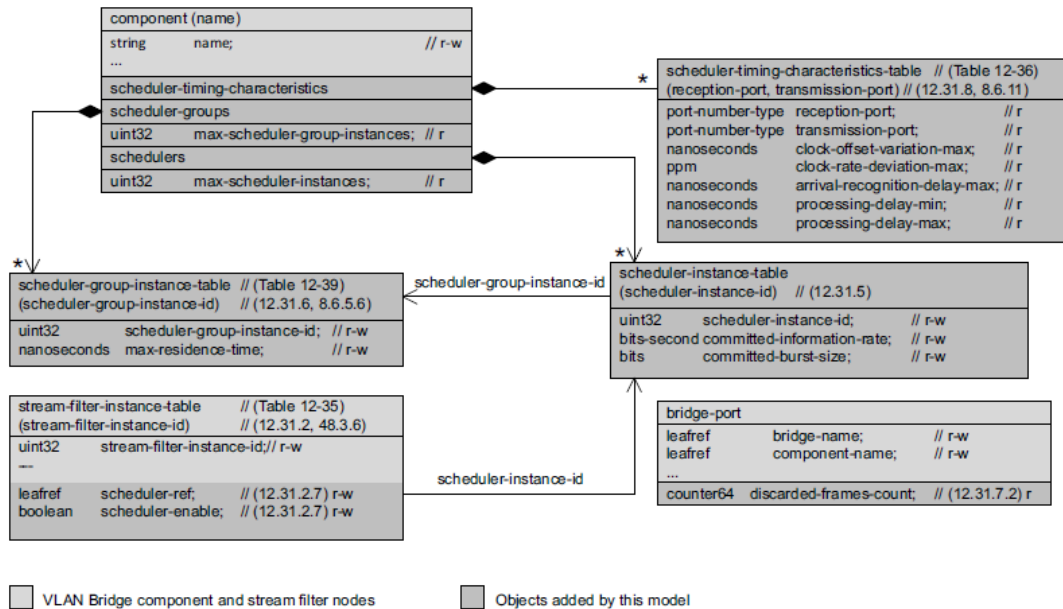 component (name)
string name; // r-w
...
scheduler-timing-characteristics
scheduler-groups
uint32 max-scheduler-group-instances; // r
schedulers
uint32 max-scheduler-instances; // r
*
scheduler-timing-characteristics-table // (Table 12-36)
(reception-port, transmission-port) // (12.31.8, 8.6.11)
port-number-type reception-port; // r
port-number-type transmission-port; // r
nanoseconds clock-offset-variation-max; // r
ppm clock-rate-deviation-max; // r
nanoseconds arrival-recognition-delay-max; // r
nanoseconds processing-delay-min; // r
nanoseconds processing-delay-max; // r
*
scheduler-group-instance-table // (Table 12-39)
(scheduler-group-instance-id) // (12.31.6, 8.6.5.6)
uint32 scheduler-group-instance-id; // r-w
nanoseconds max-residence-time; // r-w
scheduler-group-instance-id
*
scheduler-instance-table
(scheduler-instance-id) // (12.31.5)
uint32 scheduler-instance-id; // r-w
bits-second committed-information-rate; // r-w
bits committed-burst-size; // r-w
stream-filter-instance-table // (Table 12-35)
(stream-filter-instance-id) // (12.31.2, 48.3.6)
uint32 stream-filter-instance-id;// r-w
....
leafref scheduler-ref; // (12.31.2.7) r-w
boolean scheduler-enable; // (12.31.2.7) r-w
scheduler-instance-id
bridge-port
leafref bridge-name; // r-w
leafref component-name; // r-w
...
counter64 discarded-frames-count; // (12.31.7.2) r
VLAN Bridge component and stream filter nodes
Objects added by this model